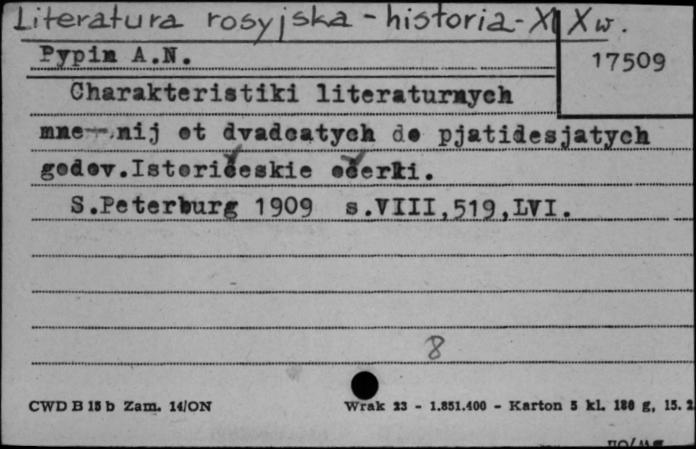 Literatura rosyjska - historia - XIX w.
17509
Pypin A.N.
Charakteristiki literaturnych
mne-nij ot dvadcatych do pjatidesjatych
godov.Istoričeskie očerki.
S.Peterburg 1909 s.VIII,519,LVI.
8
CWD B 15 b Zam. 14/ON
Wrak 23 - 1.851.400 - Karton 5 kl. 180 g, 15. 2